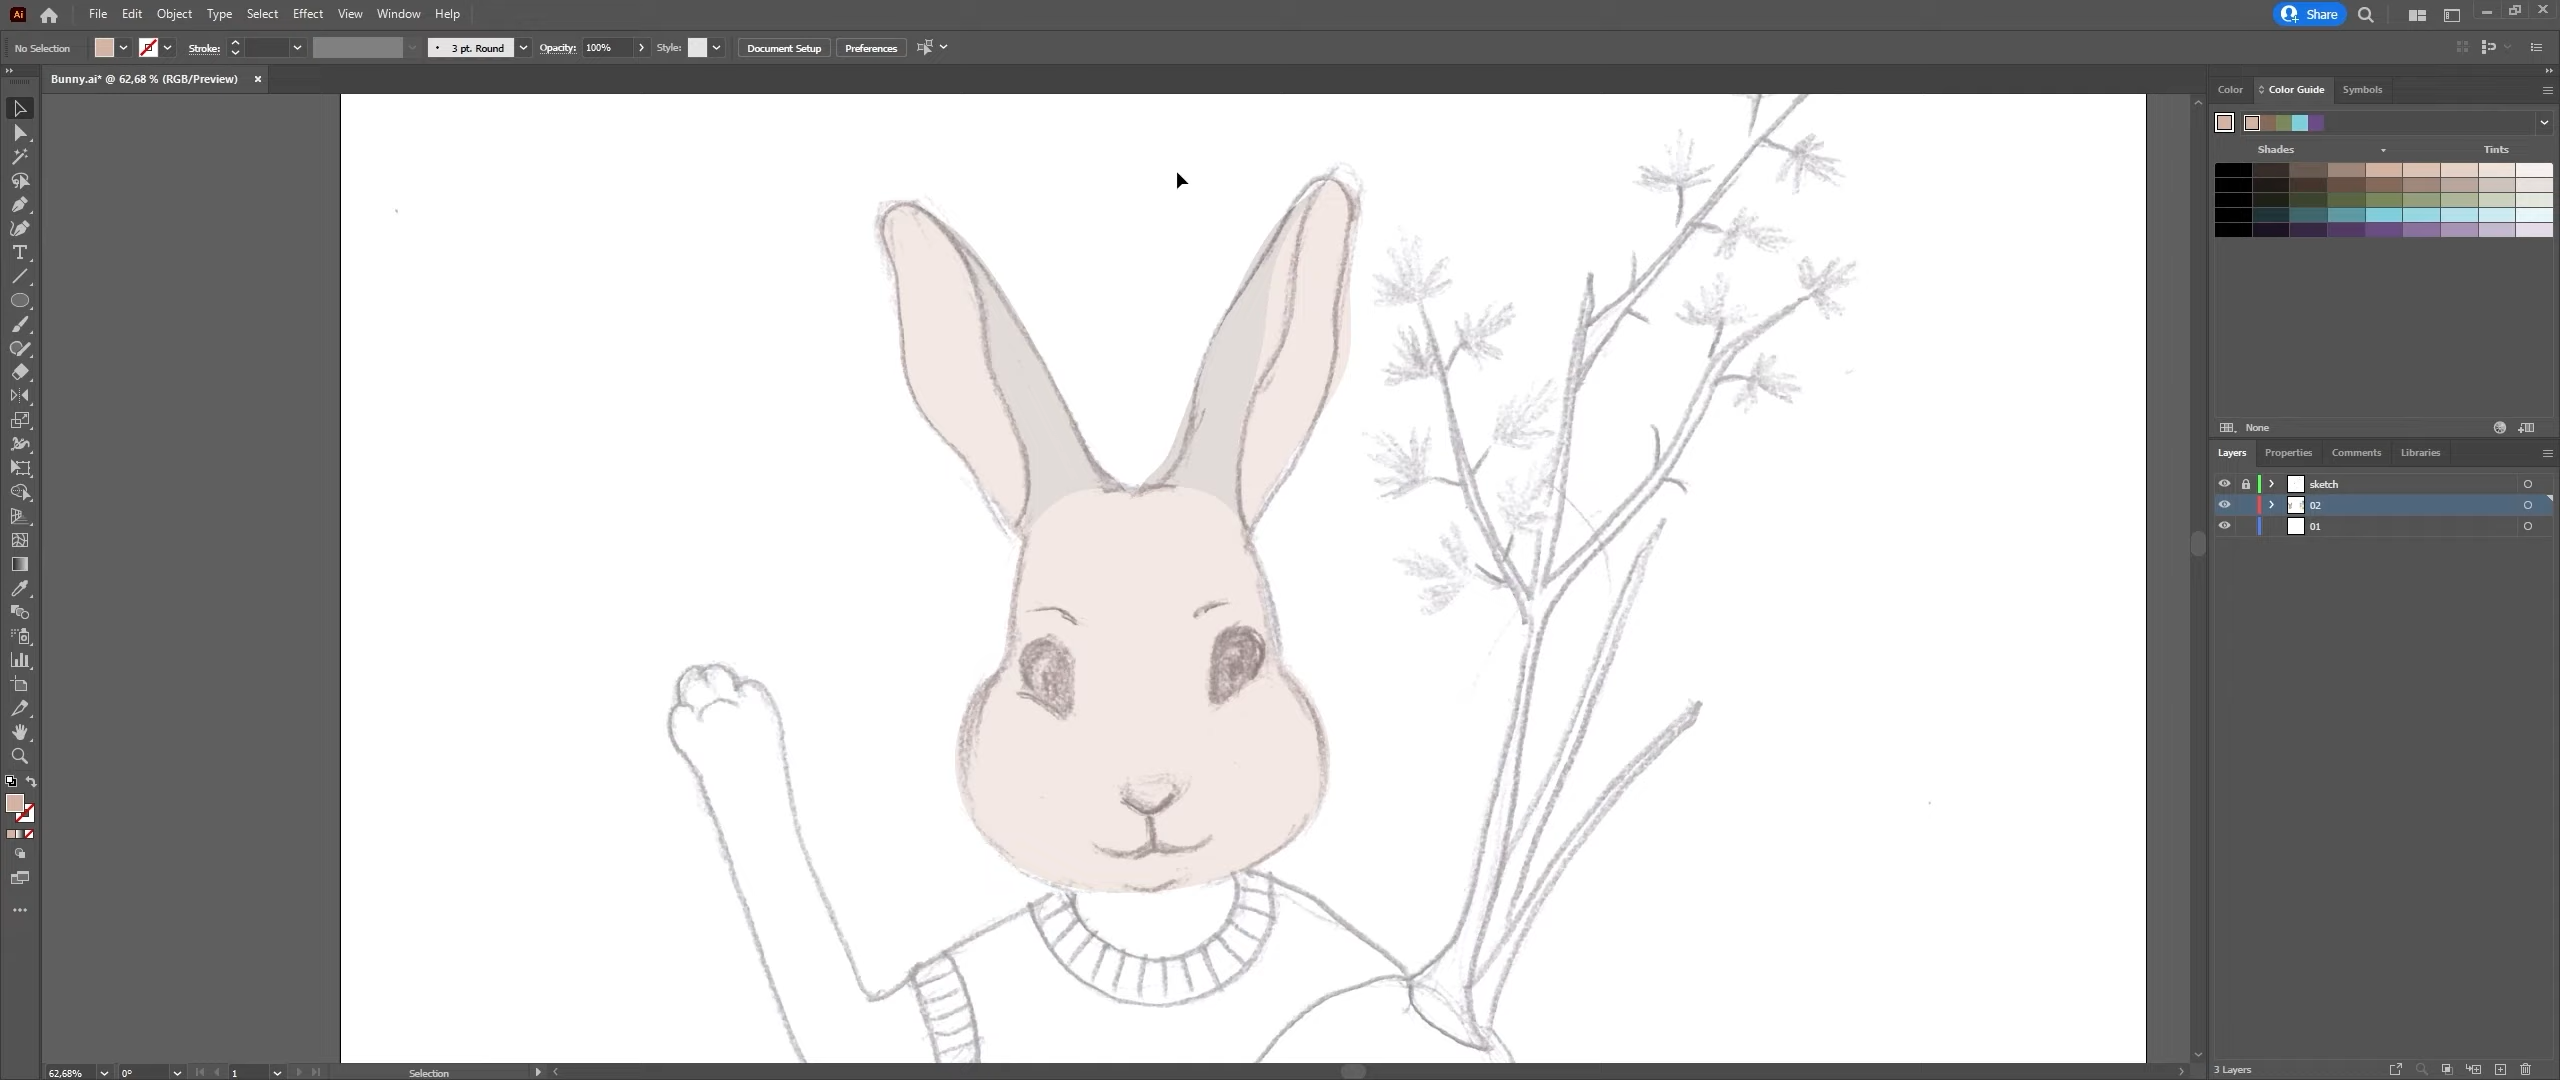 Ai File Edit Object Type Select Effect View Window Help Share
No Selection Stroke: 3 pt. Round Opacity: 100% Style: Document Setup Preferences
Bunny.ai* @ 62,68 % (RGB/Preview)
Color Color Guide Symbols
Shades Tints
None
Layers Properties Comments Libraries
sketch
02
01
62,68% 0° 1 Selection 3 Layers